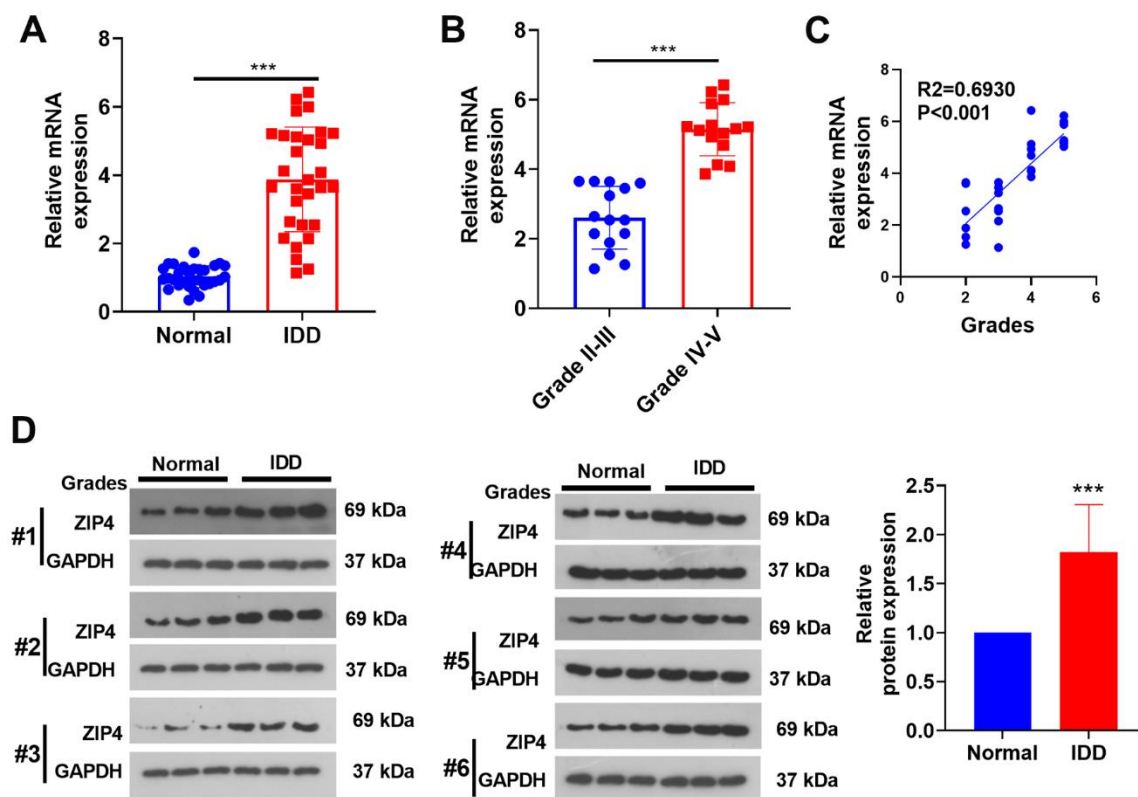 A
Relative mRNA
expression
8
6
4
2
0
***
Normal
IDD
B
Relative mRNA
expression
8
6
4
2
0
***
Grade II-III
Grade IV-V
C
Relative mRNA
expression
8
6
4
2
0
R2=0.6930
P<0.001
0
2
4
6
Grades
D
Normal
IDD
Grades
#1
ZIP4
69 kDa
GAPDH
37 kDa
#2
ZIP4
69 kDa
GAPDH
37 kDa
#3
ZIP4
69 kDa
GAPDH
37 kDa
Normal
IDD
Grades
#4
ZIP4
69 kDa
GAPDH
37 kDa
#5
ZIP4
69 kDa
GAPDH
37 kDa
#6
ZIP4
69 kDa
GAPDH
37 kDa
Relative
protein expression
2.5
2.0
1.5
1.0
0.5
0.0
***
Normal
IDD